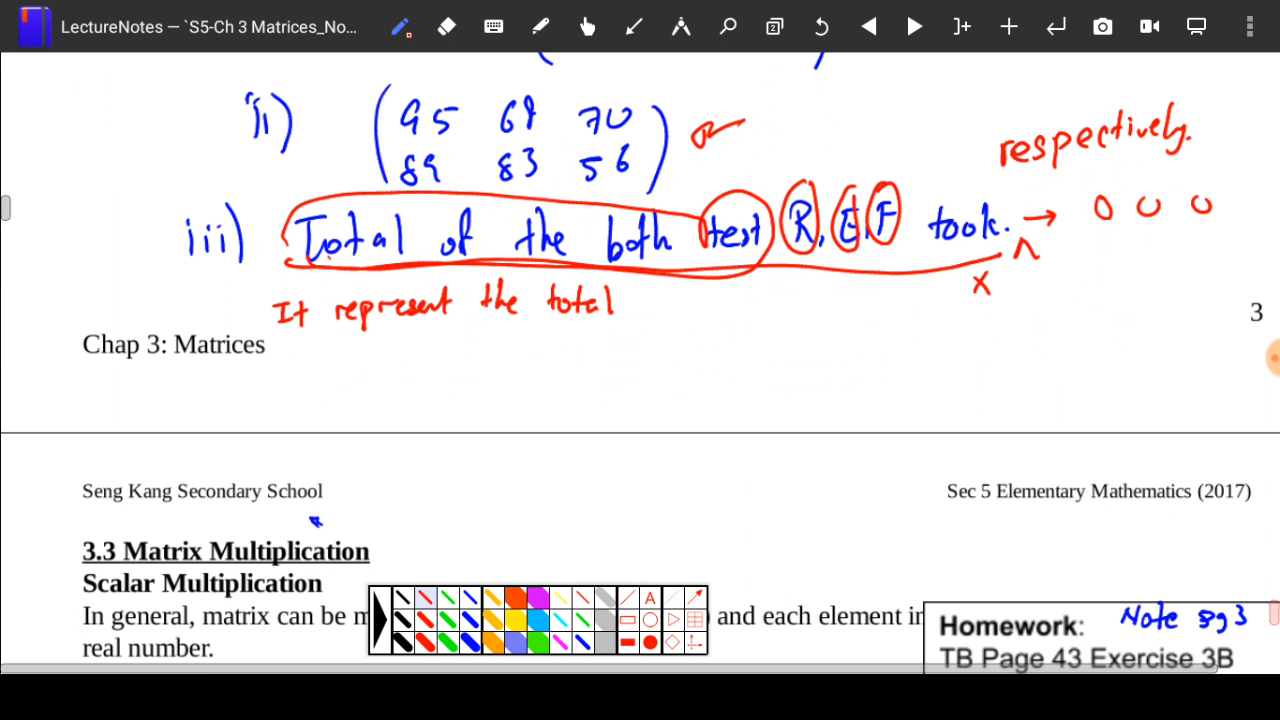 LectureNotes — `S5-Ch 3 Matrices_No...
ii) 95 68 70
89 83 56
respectively.
iii) Total of the both test R, E, F took. → 0 0 0
x
It represent the total
3
Chap 3: Matrices
Seng Kang Secondary School
Sec 5 Elementary Mathematics (2017)
3.3 Matrix Multiplication
Scalar Multiplication
In general, matrix can be m ) and each element in
real number.
Homework: Note pg 3
TB Page 43 Exercise 3B